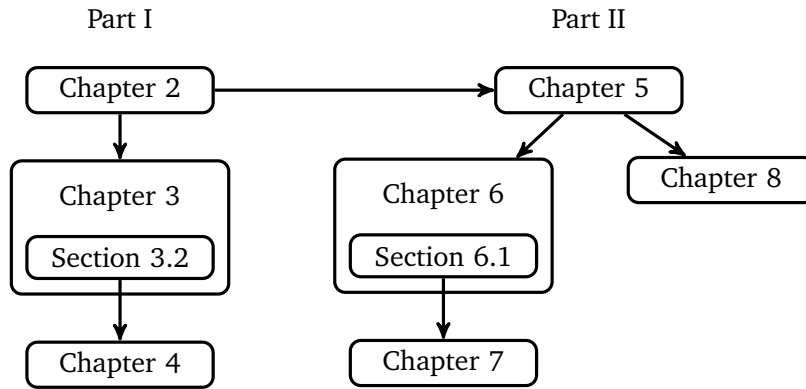 Part I
Part II
Chapter 2
Chapter 5
Chapter 3
Chapter 6
Chapter 8
Section 3.2
Section 6.1
Chapter 4
Chapter 7